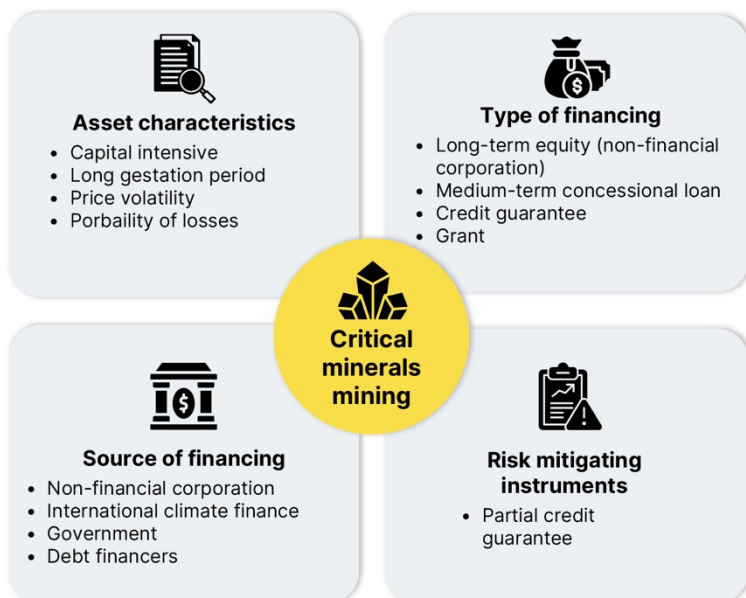 Asset characteristics
• Capital intensive
• Long gestation period
• Price volatility
• Porbaility of losses
Type of financing
• Long-term equity (non-financial
corporation)
• Medium-term concessional loan
• Credit guarantee
• Grant
Critical
minerals
mining
Source of financing
• Non-financial corporation
• International climate finance
• Government
• Debt financers
Risk mitigating
instruments
• Partial credit
guarantee